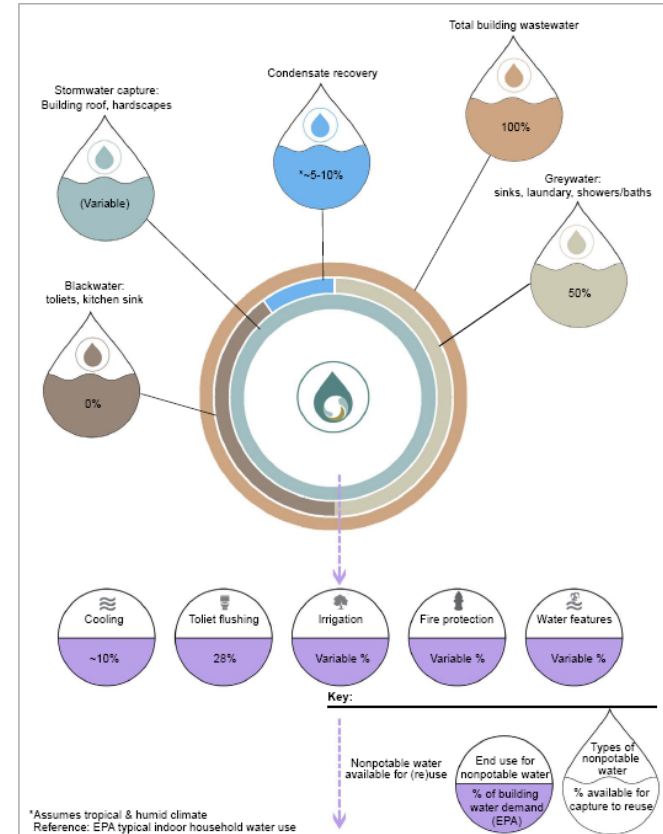 Total building wastewater
100%
Stormwater capture:
Building roof, hardscapes
(Variable)
Condensate recovery
*~5-10%
Greywater:
sinks, laundary, showers/baths
50%
Blackwater:
toliets, kitchen sink
0%
Cooling
~10%
Toliet flushing
28%
Irrigation
Variable %
Fire protection
Variable %
Water features
Variable %
Key:
Nonpotable water
available for (re)use
End use for
nonpotable water
% of building
water demand
(EPA)
Types of
nonpotable
water
% available for
capture to reuse
*Assumes tropical & humid climate
Reference: EPA typical indoor household water use